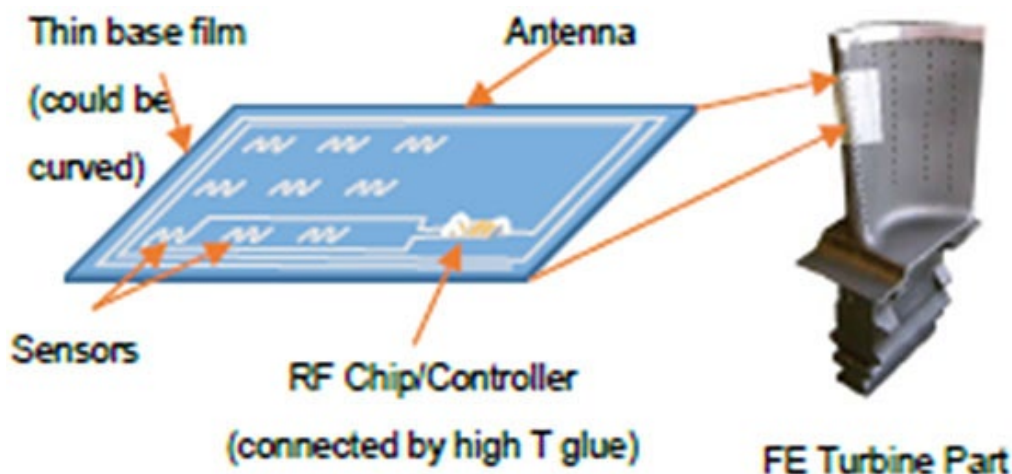 Thin base film
(could be
curved)
Antenna
Sensors
RF Chip/Controller
(connected by high T glue)
FE Turbine Part